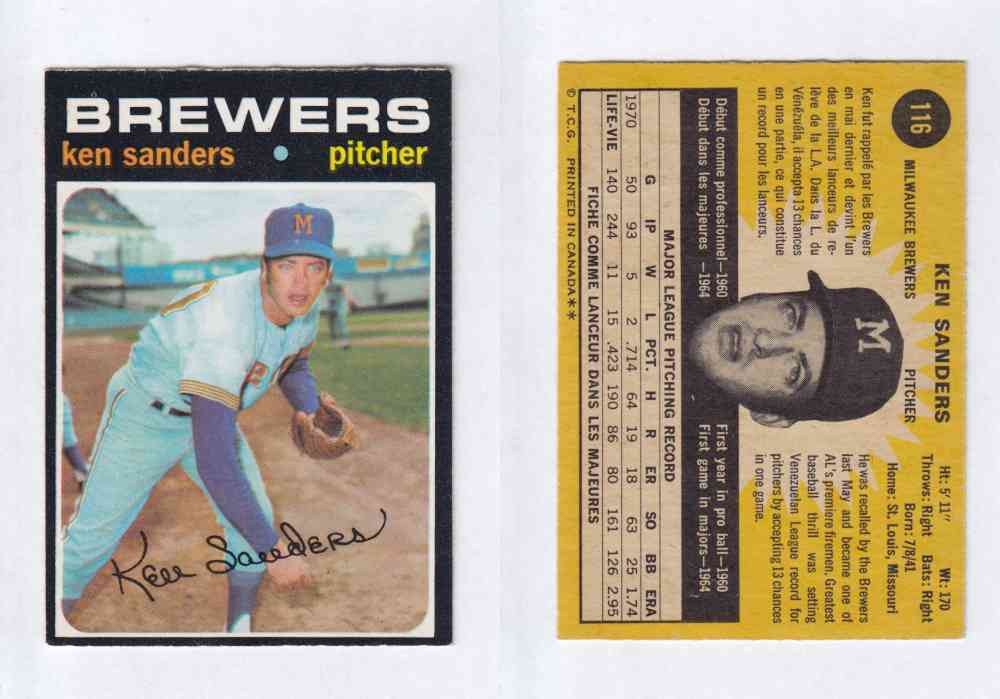 BREWERS
ken sanders • pitcher
M
Ken Sanders
116
KEN SANDERS
MILWAUKEE BREWERS PITCHER
Ht: 5' 11" Wt: 170
Throws: Right Bats: Right
Born: 7/8/41
Home: St. Louis, Missouri
Ken fut rappelé par les Brewers
en mai dernier et devint l'un
des meilleurs lanceurs de re-
lève de la L.A. Dans la L. du
Vénézuéla, il accepta 13 chances
en une partie, ce qui constitue
un record pour les lanceurs.
M
He was recalled by the Brewers
last May and became one of
AL's premiere firemen. Greatest
baseball thrill was setting
Venezuelan League record for
pitchers by accepting 13 chances
in one game.
Début comme professionnel—1960 First year in pro ball—1960
Début dans les majeures —1964 First game in majors—1964
MAJOR LEAGUE PITCHING RECORD
G IP W L PCT. H R ER SO BB ERA
1970 50 93 5 2 .714 64 19 18 63 25 1.74
LIFE-VIE 140 244 11 15 .423 190 86 80 161 126 2.95
FICHE COMME LANCEUR DANS LES MAJEURES
© T.C.G. PRINTED IN CANADA**